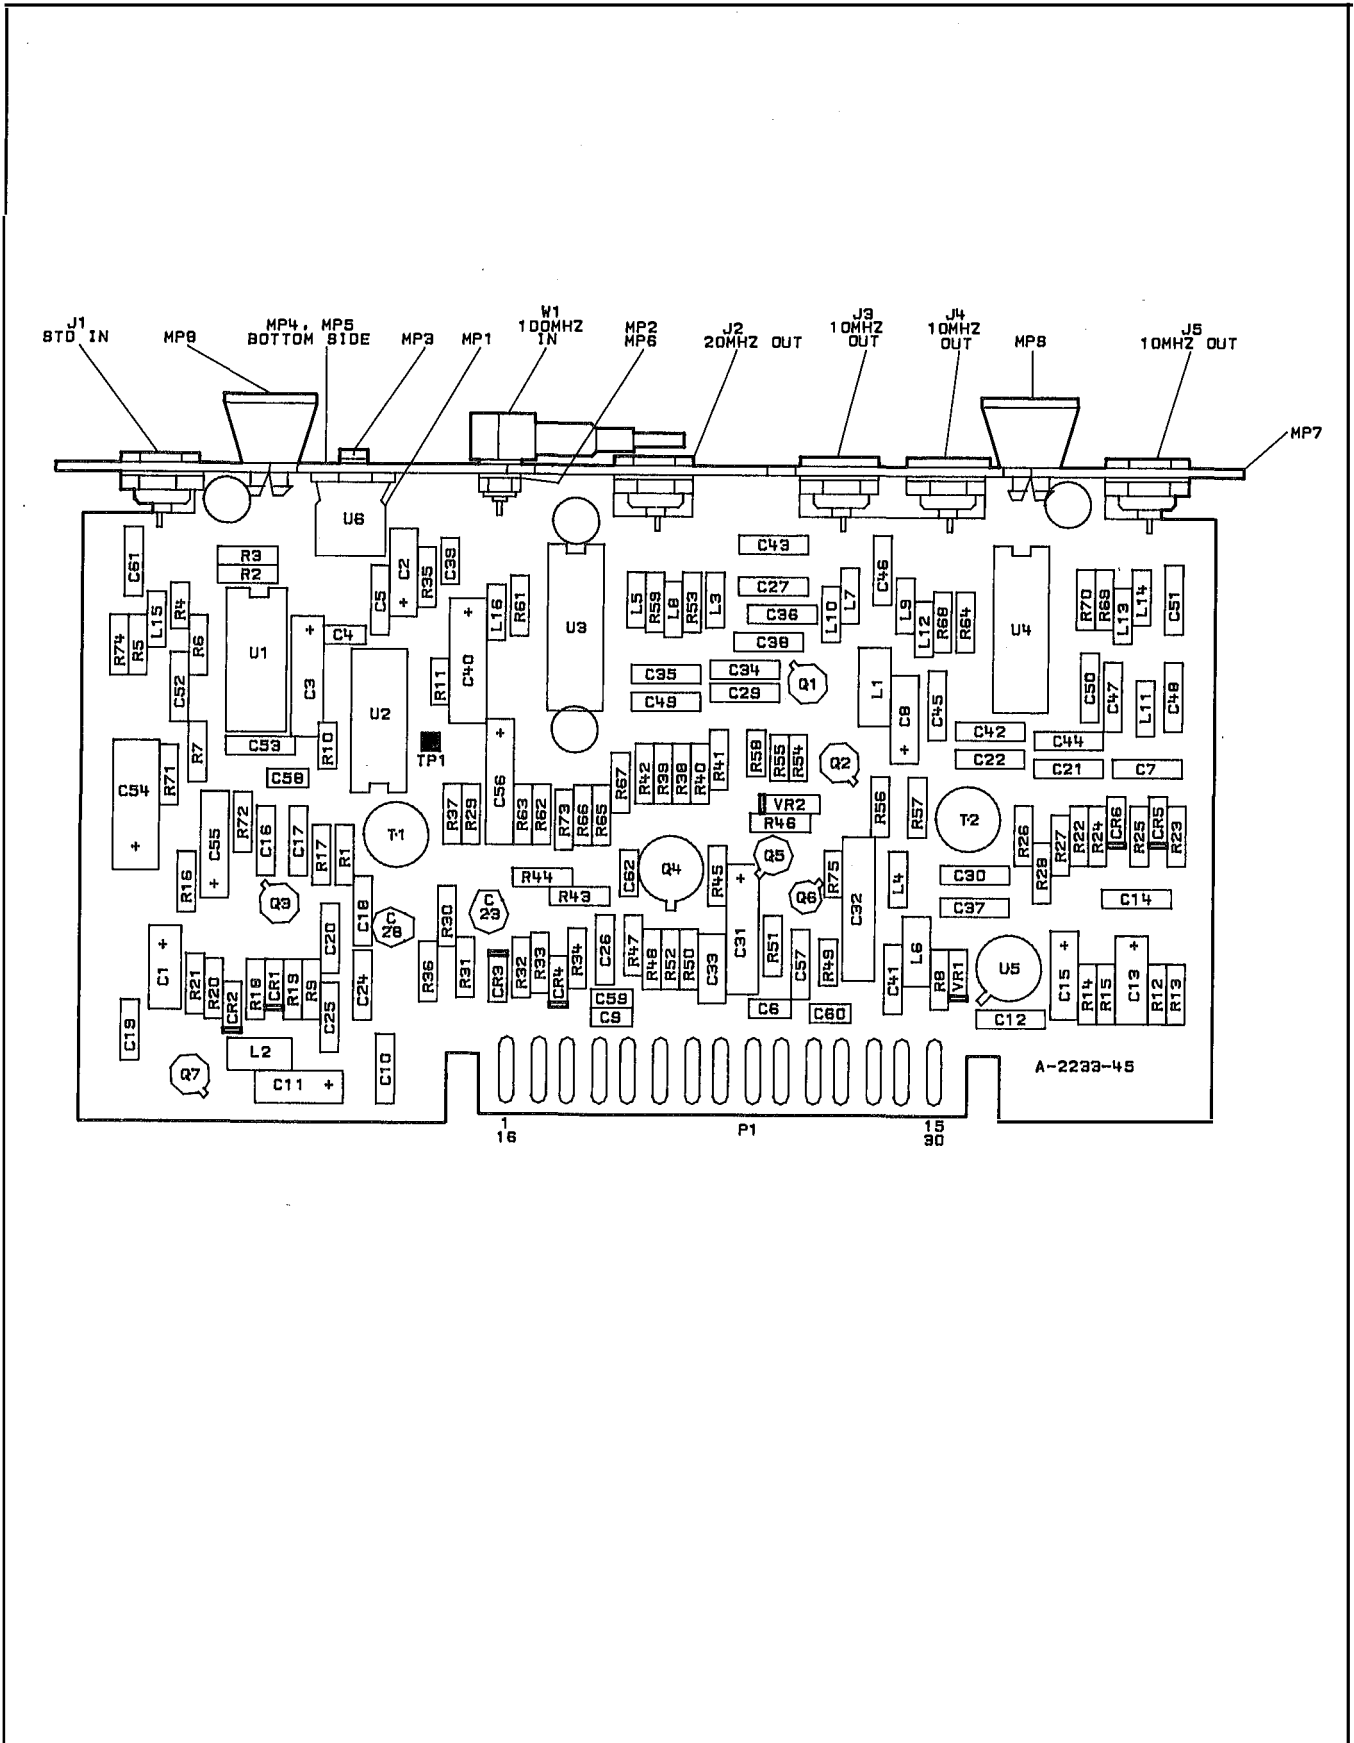 J1
STD IN
MP9
MP4, MP5
BOTTOM SIDE
MP3
MP1
W1
100MHZ
IN
MP2
MP6
J2
20MHZ OUT
J3
10MHZ
OUT
J4
10MHZ
OUT
MP8
J5
10MHZ OUT
MP7
U6
C61
R3
R2
C2
+
C5
R35
C39
C43
C46
C27
C36
C38
L10
L7
L9
L12
R68
R64
U4
R70
R69
L13
L14
C51
R74
R5
L15
R4
R6
U1
+
C3
C4
U2
R11
C40
L16
R61
U3
L5
R59
L8
R53
L3
C52
C35
C49
C34
C29
Q1
L1
C8
+
C45
C42
C22
C50
C47
C44
C21
L11
C48
C7
R7
C53
R10
C58
TP1
+
C56
R67
R42
R39
R38
R40
R41
R58
R55
R54
Q2
C54
+
R71
C55
+
R72
C16
C17
R17
R1
T1
R37
R29
R63
R62
R73
R66
R65
VR2
R46
R56
R57
T2
R26
R28
R27
R22
R24
CR6
R25
CR5
R23
R16
Q3
C18
C
28
R30
C
23
R44
R43
C62
Q4
R45
+
C31
Q5
Q6
R75
C32
L4
C30
C37
C14
C1
+
R21
R20
CR2
R18
CR1
R19
R9
C20
C25
C24
R36
R31
CR3
R32
R33
CR4
R34
C26
R47
R48
R52
R50
C33
R51
C57
R49
C41
L6
R8
VR1
U5
C15
+
R14
R15
C13
+
R12
R13
C59
C9
C6
C60
C12
C19
Q7
L2
C11 +
C10
A-2233-45
1
16
P1
15
30